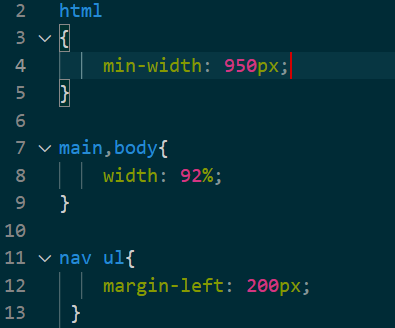 2 html
3 {
4 min-width: 950px;
5 }
6
7 main,body{
8 width: 92%;
9 }
10
11 nav ul{
12 margin-left: 200px;
13 }